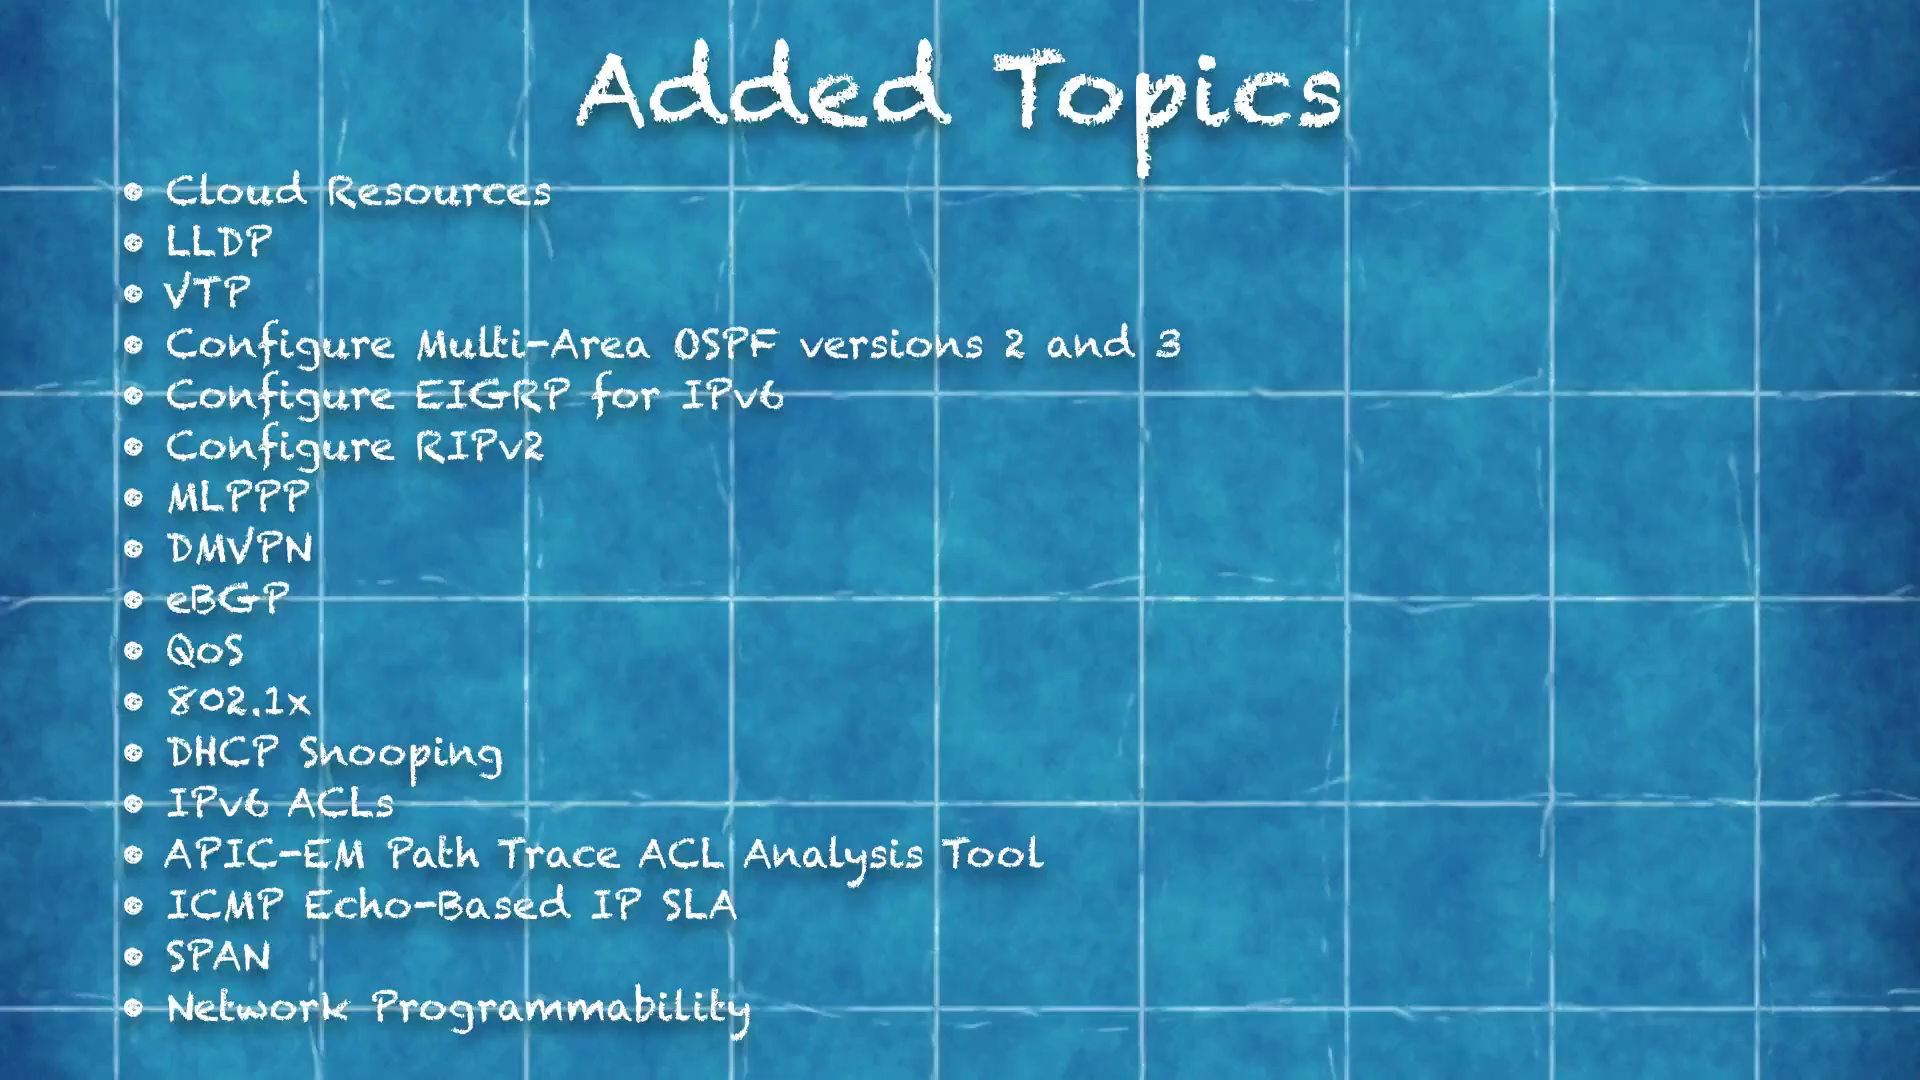 Added Topics
• Cloud Resources
• LLDP
• VTP
• Configure Multi-Area OSPF versions 2 and 3
• Configure EIGRP for IPv6
• Configure RIPv2
• MLPPP
• DMVPN
• eBGP
• QoS
• 802.1x
• DHCP Snooping
• IPv6 ACLs
• APIC-EM Path Trace ACL Analysis Tool
• ICMP Echo-Based IP SLA
• SPAN
• Network Programmability